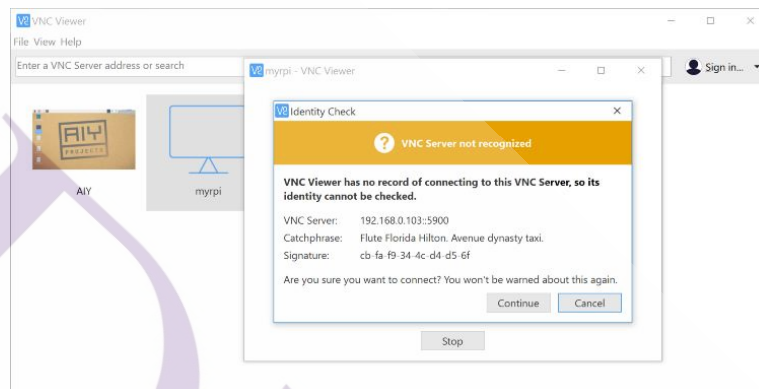 VNC Viewer
File View Help
Enter a VNC Server address or search
Sign in...
AIY
PROJECTS
AIY
myrpi
myrpi - VNC Viewer
Identity Check
VNC Server not recognized
VNC Viewer has no record of connecting to this VNC Server, so its
identity cannot be checked.
VNC Server: 192.168.0.103::5900
Catchphrase: Flute Florida Hilton. Avenue dynasty taxi.
Signature: cb-fa-f9-34-4c-d4-d5-6f
Are you sure you want to connect? You won't be warned about this again.
Continue Cancel
Stop